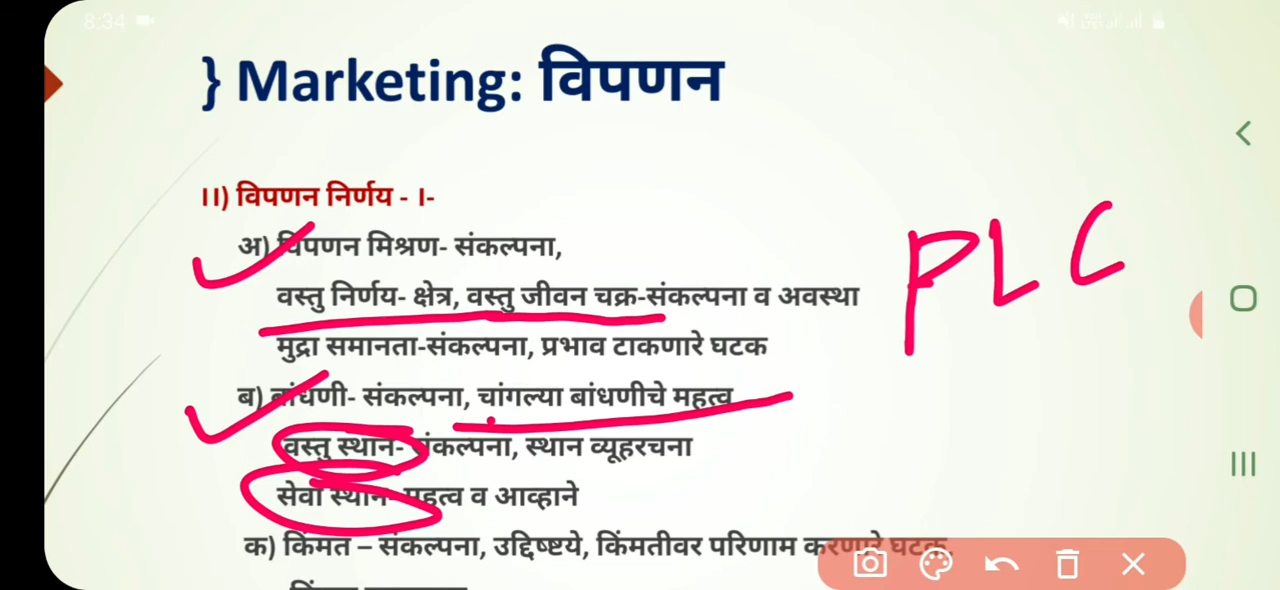 8:34
} Marketing: विपणन
II) विपणन निर्णय - I-
अ) विपणन मिश्रण- संकल्पना,
वस्तु निर्णय- क्षेत्र, वस्तु जीवन चक्र-संकल्पना व अवस्था
PLC
मुद्रा समानता-संकल्पना, प्रभाव टाकणारे घटक
ब) बांधणी- संकल्पना, चांगल्या बांधणीचे महत्व
वस्तु स्थान- संकल्पना, स्थान व्यूहरचना
सेवा स्थान- महत्व व आव्हाने
क) किंमत – संकल्पना, उद्दिष्ष्टये, किंमतीवर परिणाम करणारे घटक,